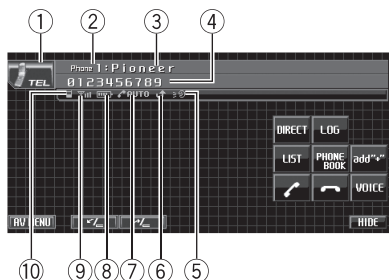 ① ② ③ ④
TEL
Phone 1:Pioneer
0123456789
AUTO
DIRECT LOG
LIST PHONE BOOK add"+"
VOICE
AV MENU HIDE
⑩ ⑨ ⑧ ⑦ ⑥ ⑤